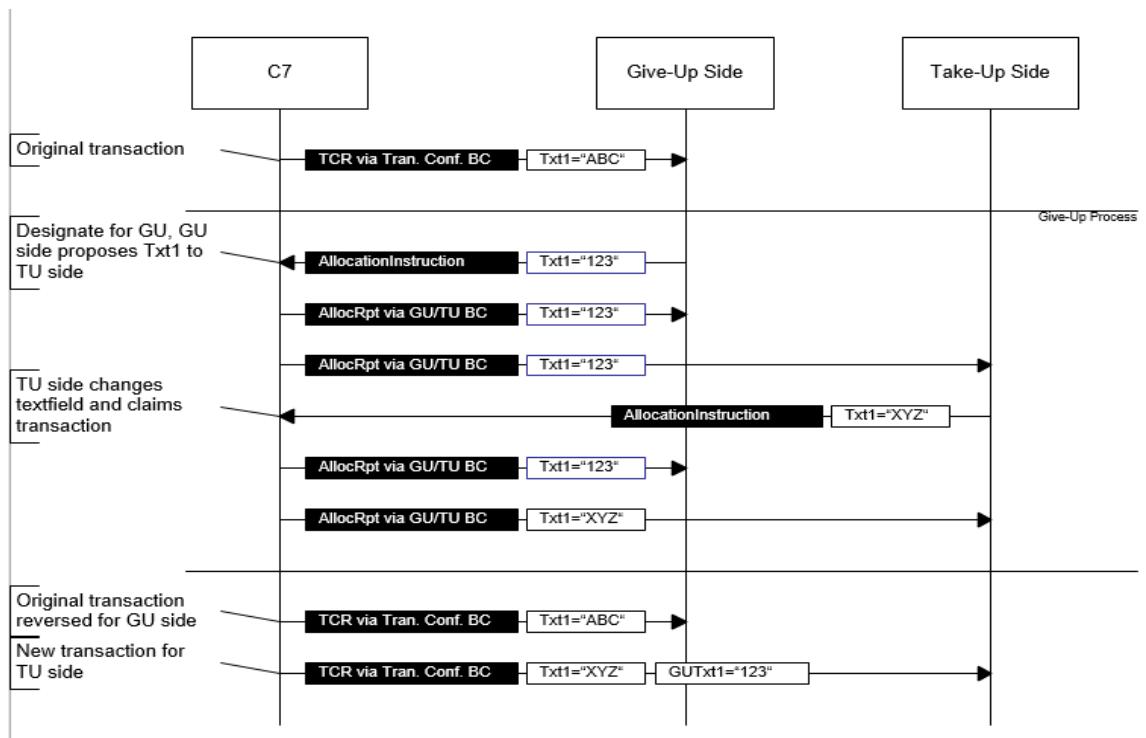 C7
Give-Up Side
Take-Up Side
Original transaction
TCR via Tran. Conf. BC
Txt1="ABC“
Give-Up Process
Designate for GU, GU
side proposes Txt1 to
TU side
AllocationInstruction
Txt1=“123“
AllocRpt via GU/TU BC
Txt1=“123“
AllocRpt via GU/TU BC
Txt1=“123“
TU side changes
textfield and claims
transaction
AllocationInstruction
Txt1=“XYZ“
AllocRpt via GU/TU BC
Txt1=“123“
AllocRpt via GU/TU BC
Txt1="XYZ“
Original transaction
reversed for GU side
TCR via Tran. Conf. BC
Txt1="ABC“
New transaction for
TU side
TCR via Tran. Conf. BC
Txt1="XYZ“
GUTxt1=“123“